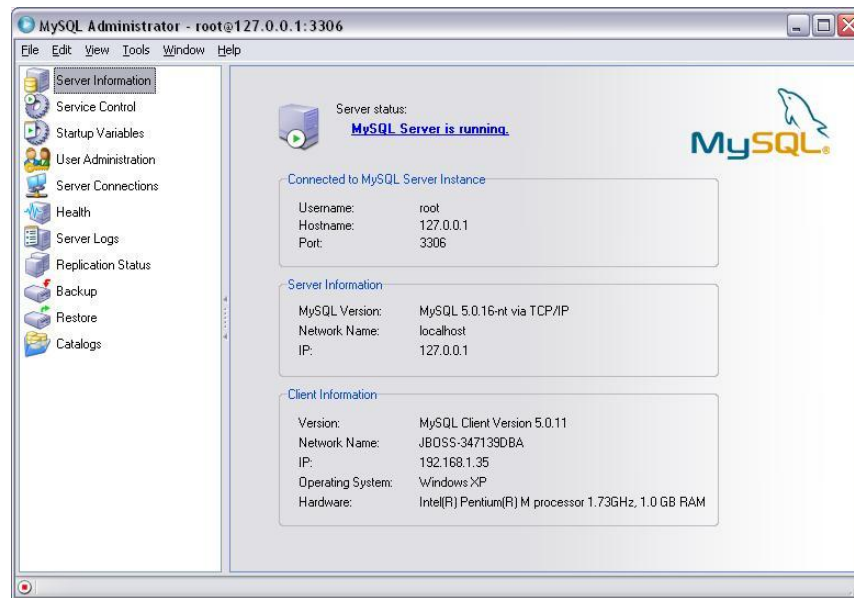 MySQL Administrator - root@127.0.0.1:3306
File Edit View Tools Window Help
Server Information
Service Control
Startup Variables
User Administration
Server Connections
Health
Server Logs
Replication Status
Backup
Restore
Catalogs
Server status:
MySQL Server is running.
MySQL®
Connected to MySQL Server Instance
Username: root
Hostname: 127.0.0.1
Port: 3306
Server Information
MySQL Version: MySQL 5.0.16-nt via TCP/IP
Network Name: localhost
IP: 127.0.0.1
Client Information
Version: MySQL Client Version 5.0.11
Network Name: JBOSS-347139DBA
IP: 192.168.1.35
Operating System: Windows XP
Hardware: Intel(R) Pentium(R) M processor 1.73GHz, 1.0 GB RAM